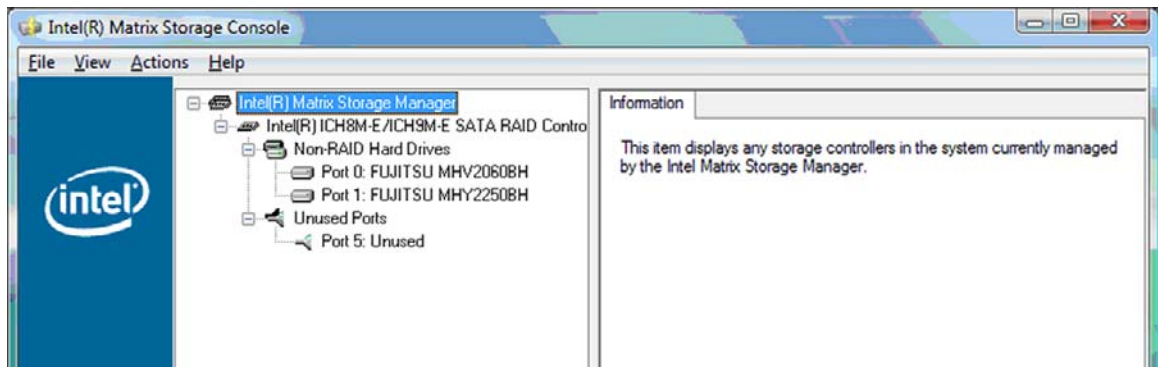 Intel(R) Matrix Storage Console
File View Actions Help
Intel(R) Matrix Storage Manager
Intel(R) ICH8M-E/ICH9M-E SATA RAID Contro
Non-RAID Hard Drives
Port 0: FUJITSU MHV2060BH
Port 1: FUJITSU MHY2250BH
Unused Ports
Port 5: Unused
intel
Information
This item displays any storage controllers in the system currently managed
by the Intel Matrix Storage Manager.